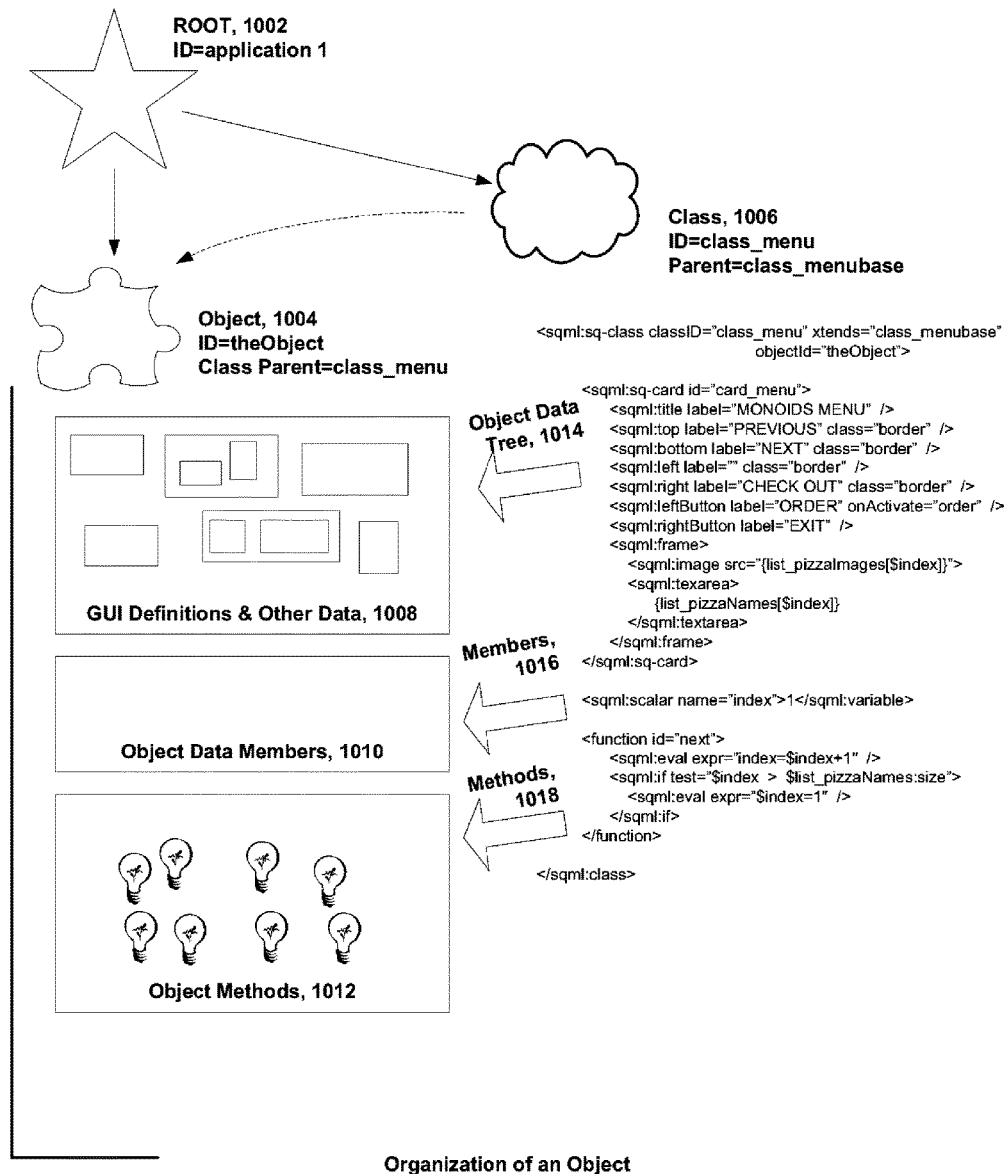 ROOT, 1002
ID=application 1
Class, 1006
ID=class_menu
Parent=class_menubase
Object, 1004
ID=theObject
Class Parent=class_menu
<sqml:sq-class classID="class_menu" xtends="class_menubase"
objectId="theObject">
Object Data
Tree, 1014
<sqml:sq-card id="card_menu">
<sqml:title label="MONOIDS MENU" />
<sqml:top label="PREVIOUS" class="border" />
<sqml:bottom label="NEXT" class="border" />
<sqml:left label="" class="border" />
<sqml:right label="CHECK OUT" class="border" />
<sqml:leftButton label="ORDER" onActivate="order" />
<sqml:rightButton label="EXIT" />
<sqml:frame>
<sqml:image src="{list_pizzaImages[$index]}">
<sqml:texarea>
{list_pizzaNames[$index]}
</sqml:textarea>
</sqml:frame>
</sqml:sq-card>
GUI Definitions & Other Data, 1008
Members,
1016
<sqml:scalar name="index">1</sqml:variable>
Object Data Members, 1010
Methods,
1018
<function id="next">
<sqml:eval expr="index=$index+1" />
<sqml:if test="$index > $list_pizzaNames:size">
<sqml:eval expr="$index=1" />
</sqml:if>
</function>
</sqml:class>
Object Methods, 1012
Organization of an Object